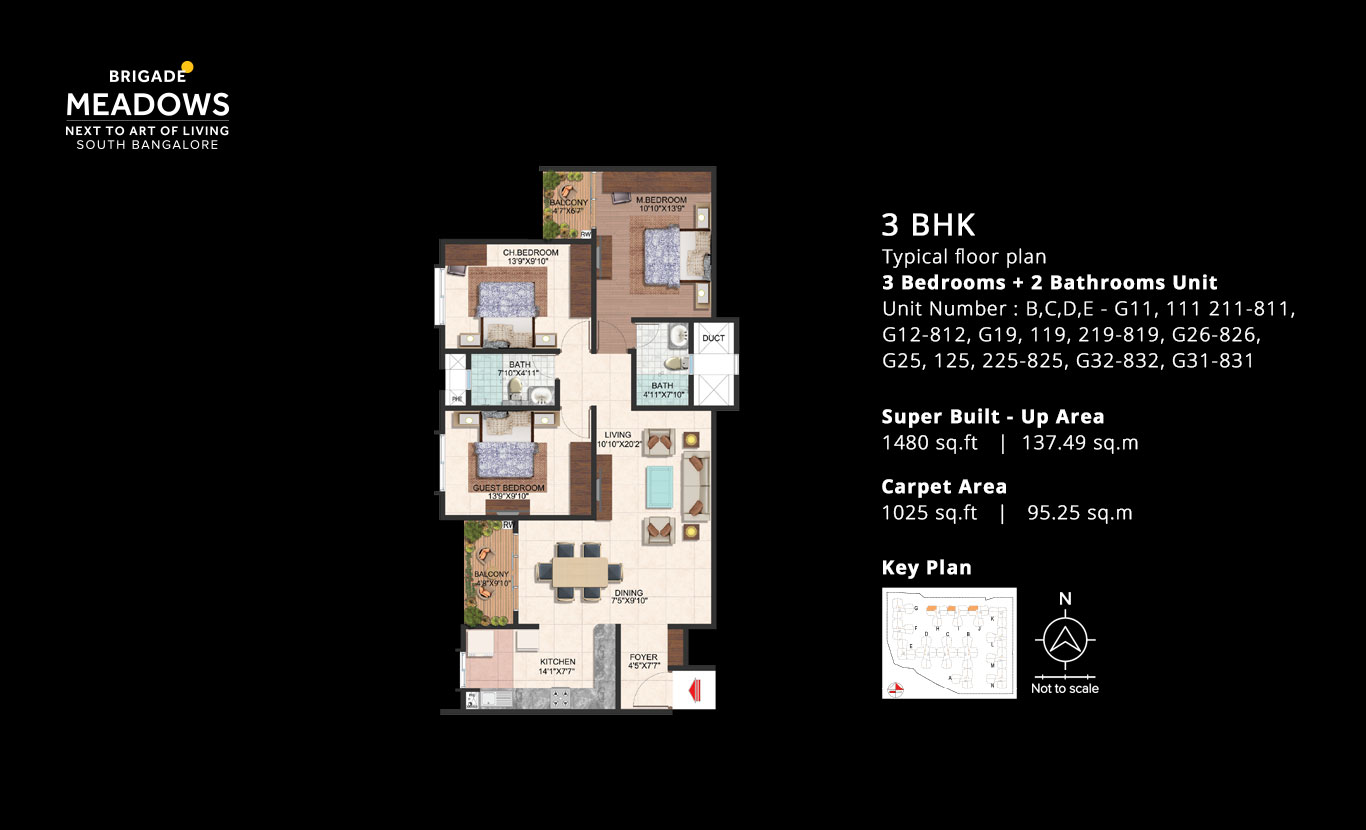 BRIGADE
MEADOWS
NEXT TO ART OF LIVING
SOUTH BANGALORE
BALCONY
4'7"X6'7"
RW
M.BEDROOM
10'10"X13'9"
CH.BEDROOM
13'9"X9'10"
DUCT
BATH
7'10"X4'11"
PHE
BATH
4'11"X7'10"
LIVING
10'10"X20'2"
GUEST BEDROOM
13'9"X9'10"
RW
BALCONY
4'8"X9'10"
DINING
7'5"X9'10"
KITCHEN
14'1"X7'7"
FOYER
4'5"X7'7"
3 BHK
Typical floor plan
3 Bedrooms + 2 Bathrooms Unit
Unit Number : B,C,D,E - G11, 111 211-811,
G12-812, G19, 119, 219-819, G26-826,
G25, 125, 225-825, G32-832, G31-831
Super Built - Up Area
1480 sq.ft | 137.49 sq.m
Carpet Area
1025 sq.ft | 95.25 sq.m
Key Plan
G
H
I
J
K
F
D
C
B
E
L
M
A
N
N
Not to scale